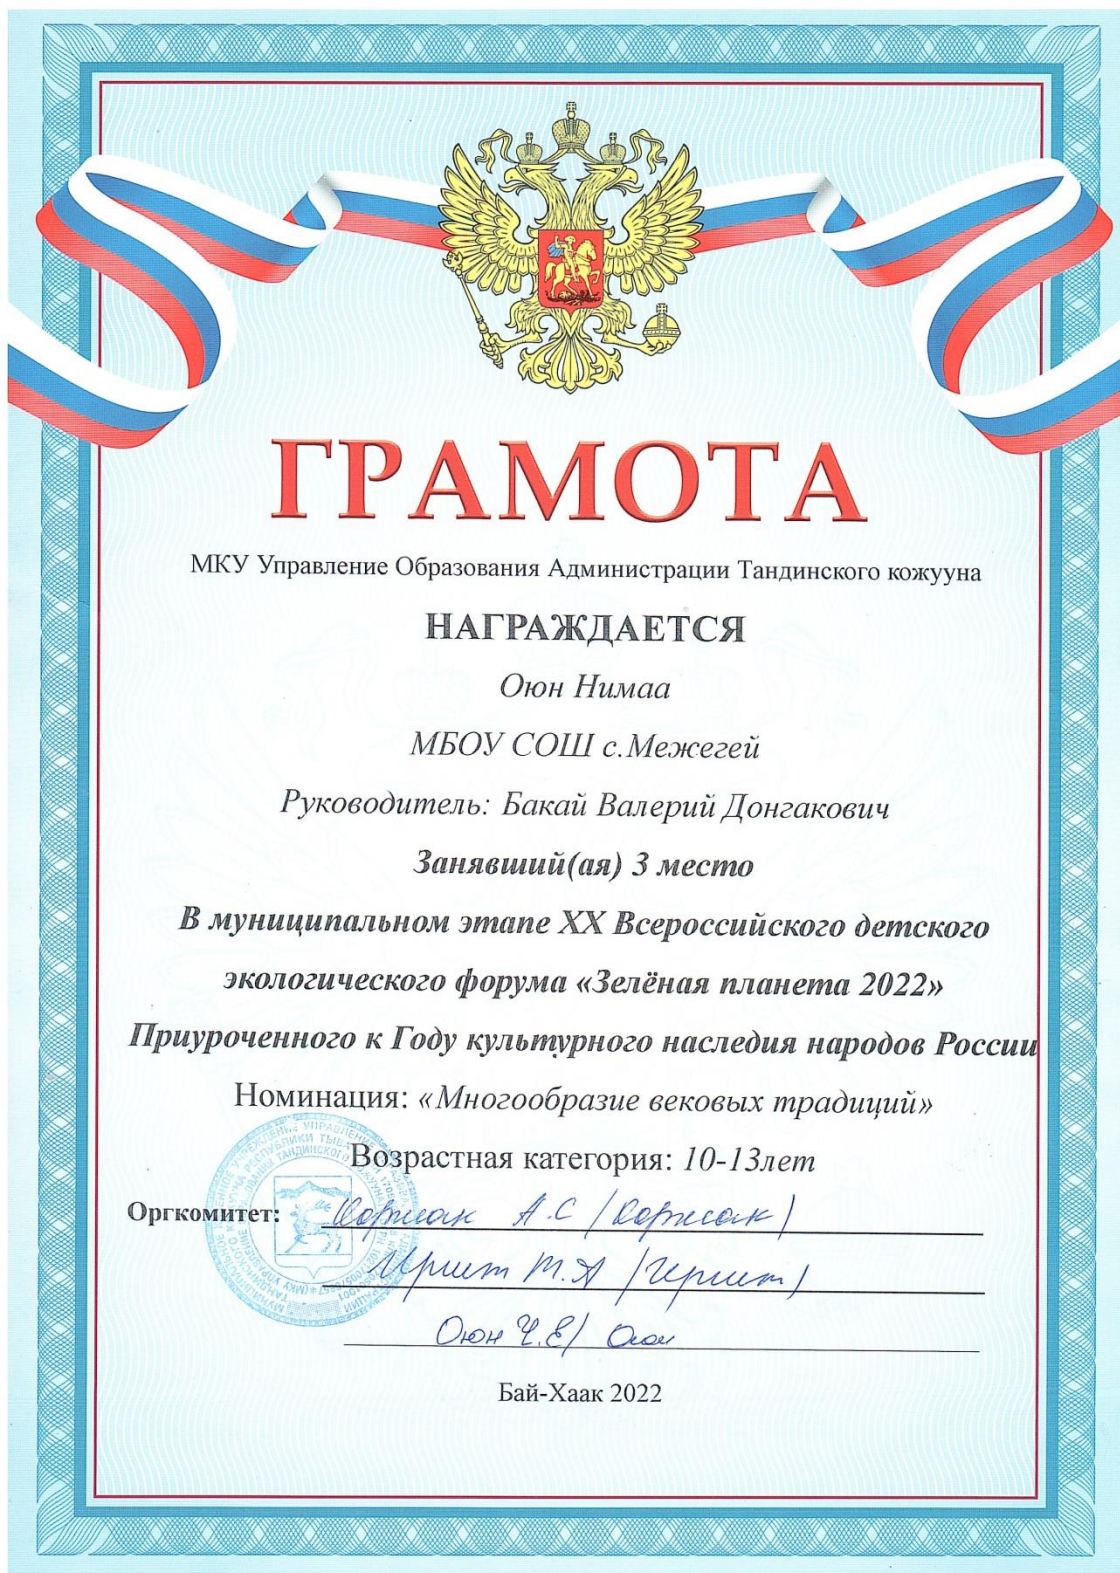 ГРАМОТА
МКУ Управление Образования Администрации Тандинского кожууна
НАГРАЖДАЕТСЯ
Оюн Нимаа
МБОУ СОШ с.Межегей
Руководитель: Бакай Валерий Донгакович
Занявший(ая) 3 место
В муниципальном этапе XX Всероссийского детского
экологического форума «Зелёная планета 2022»
Приуроченного к Году культурного наследия народов России
Номинация: «Многообразие вековых традиций»
Возрастная категория: 10-13лет
Оргкомитет: А.С
М.А
Оюн Ч.Е/ Оюн
Бай-Хаак 2022